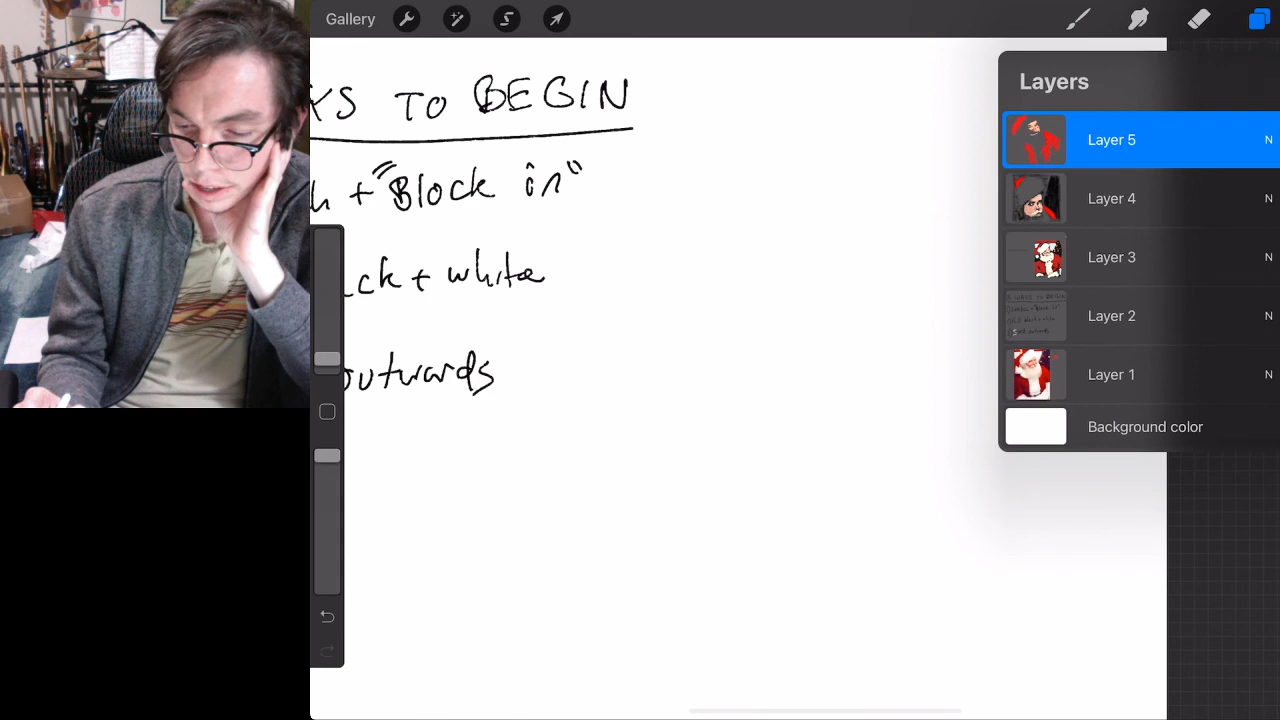 Gallery
KS TO BEGIN
h + "Block in"
ck + white
outwards
Layers
Layer 5 N
Layer 4 N
Layer 3 N
Layer 2 N
Layer 1 N
Background color